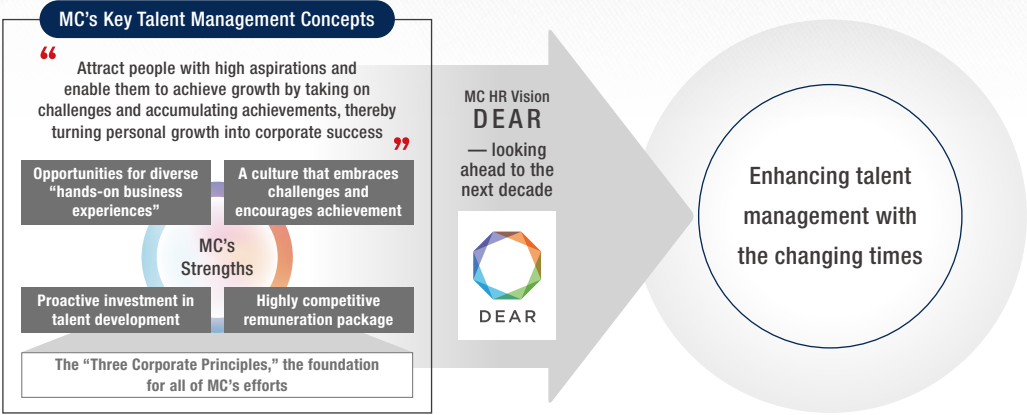 MC's Key Talent Management Concepts
“
Attract people with high aspirations and
enable them to achieve growth by taking on
challenges and accumulating achievements, thereby
turning personal growth into corporate success
”
Opportunities for diverse
“hands-on business
experiences”
A culture that embraces
challenges and
encourages achievement
MC's
Strengths
Proactive investment in
talent development
Highly competitive
remuneration package
The “Three Corporate Principles,” the foundation
for all of MC's efforts
MC HR Vision
DEAR
— looking
ahead to the
next decade
DEAR
Enhancing talent
management with
the changing times